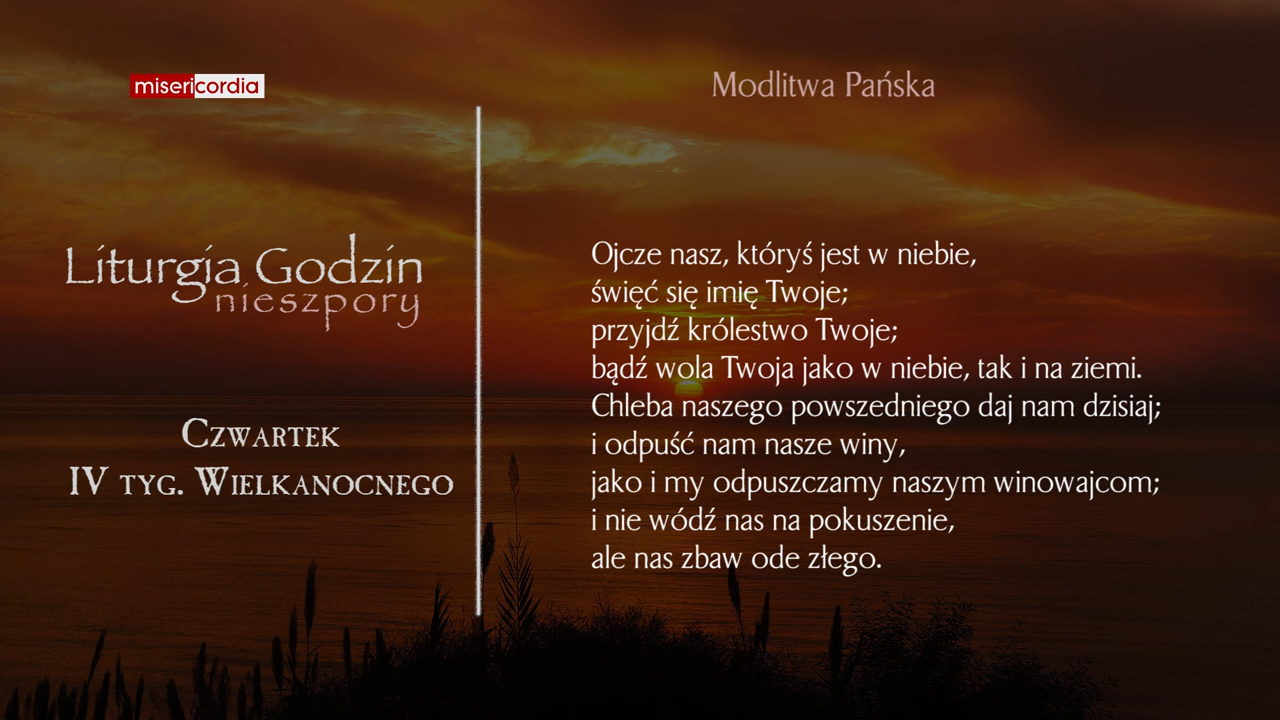 misericordia
Liturgia Godzin
nieszpory
Czwartek
IV tyg. Wielkanocnego
Modlitwa Pańska
Ojcze nasz, któryś jest w niebie,
święć się imię Twoje;
przyjdź królestwo Twoje;
bądź wola Twoja jako w niebie, tak i na ziemi.
Chleba naszego powszedniego daj nam dzisiaj;
i odpuść nam nasze winy,
jako i my odpuszczamy naszym winowajcom;
i nie wódź nas na pokuszenie,
ale nas zbaw ode złego.